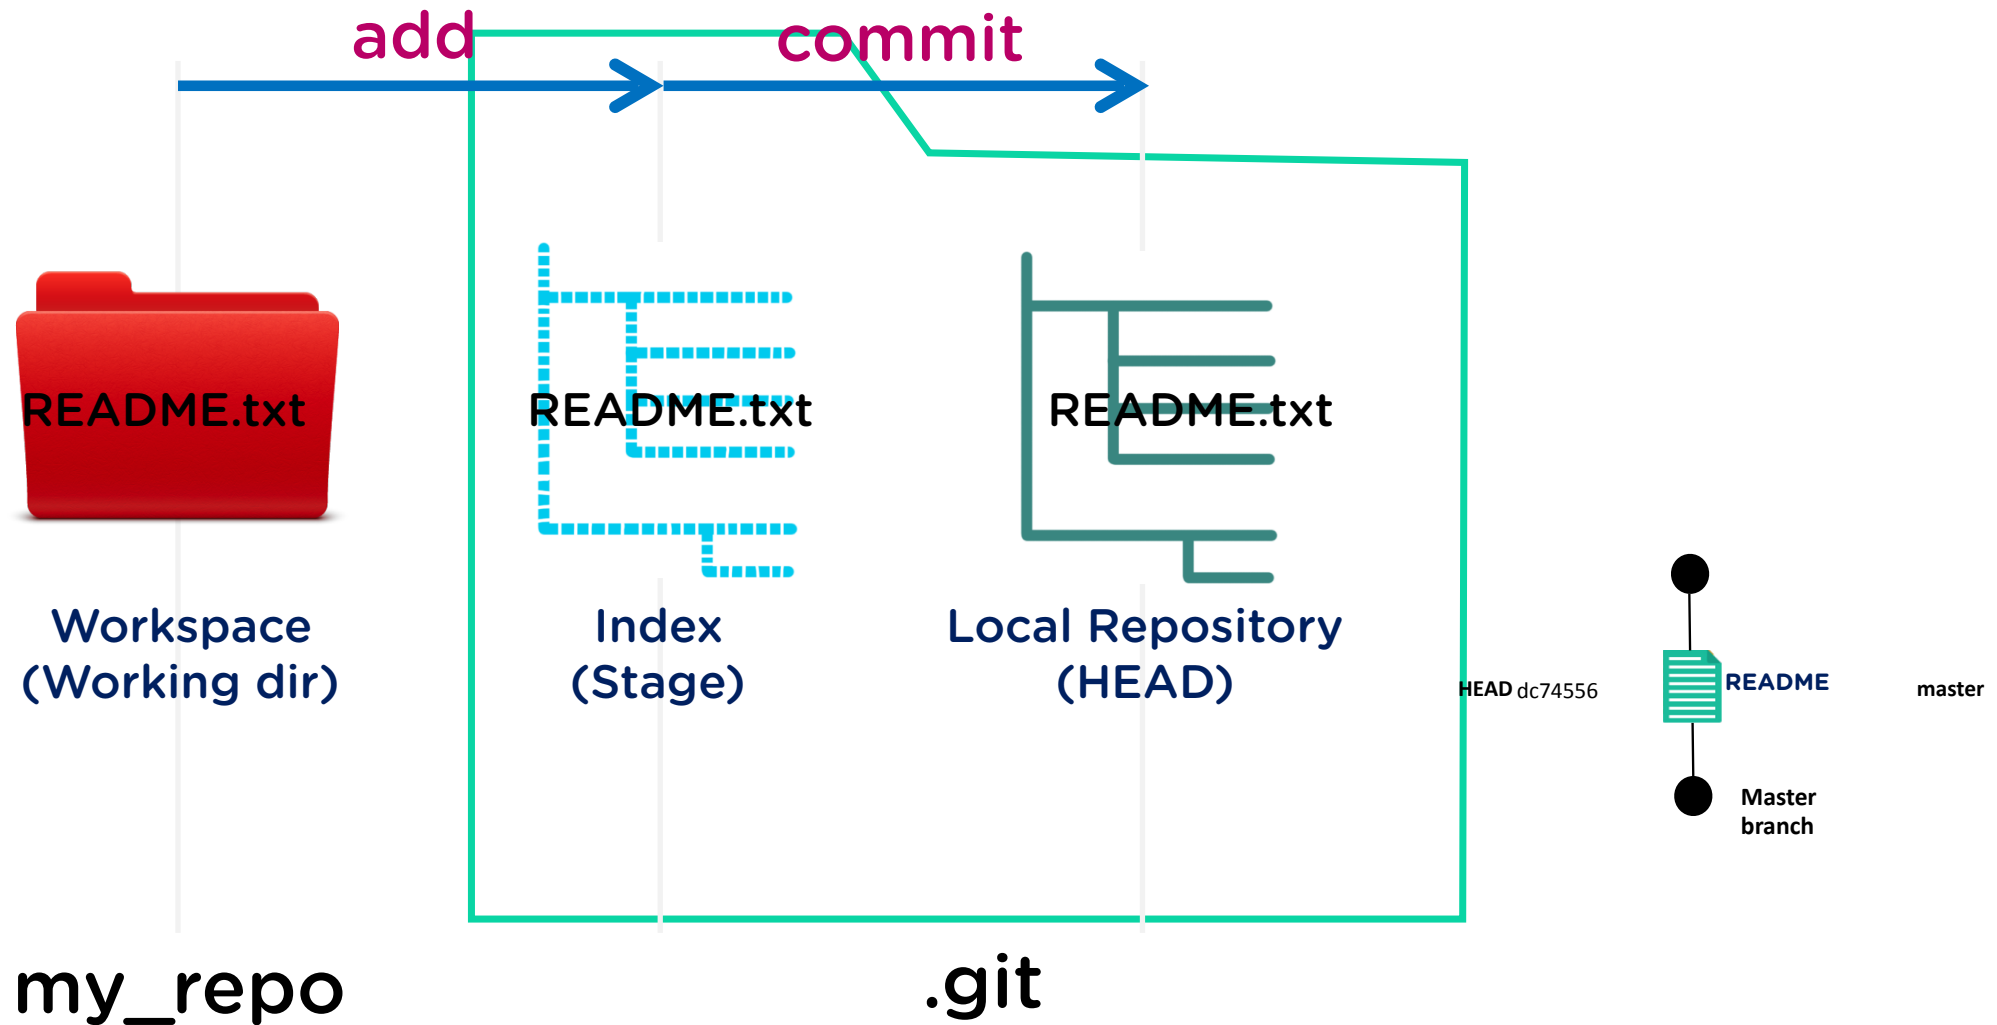 add
commit
README.txt
README.txt
README.txt
Workspace
(Working dir)
Index
(Stage)
Local Repository
(HEAD)
HEAD dc74556
README
master
Master
branch
my_repo
.git